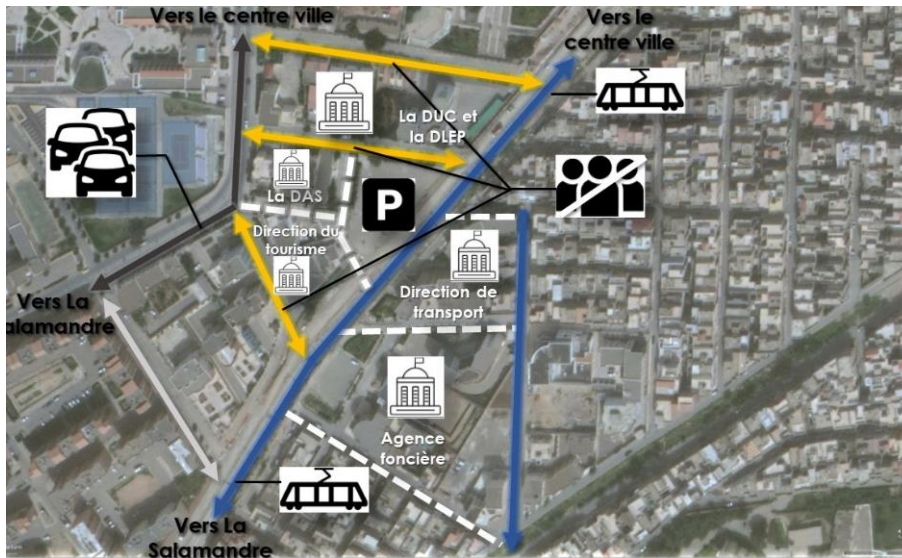 Vers le centre ville
Vers le
centre ville
La DUC et
la DLEP
La DAS
P
Direction du
tourisme
Direction de
transport
Vers La
Salamandre
Agence
foncière
Vers La
Salamandre